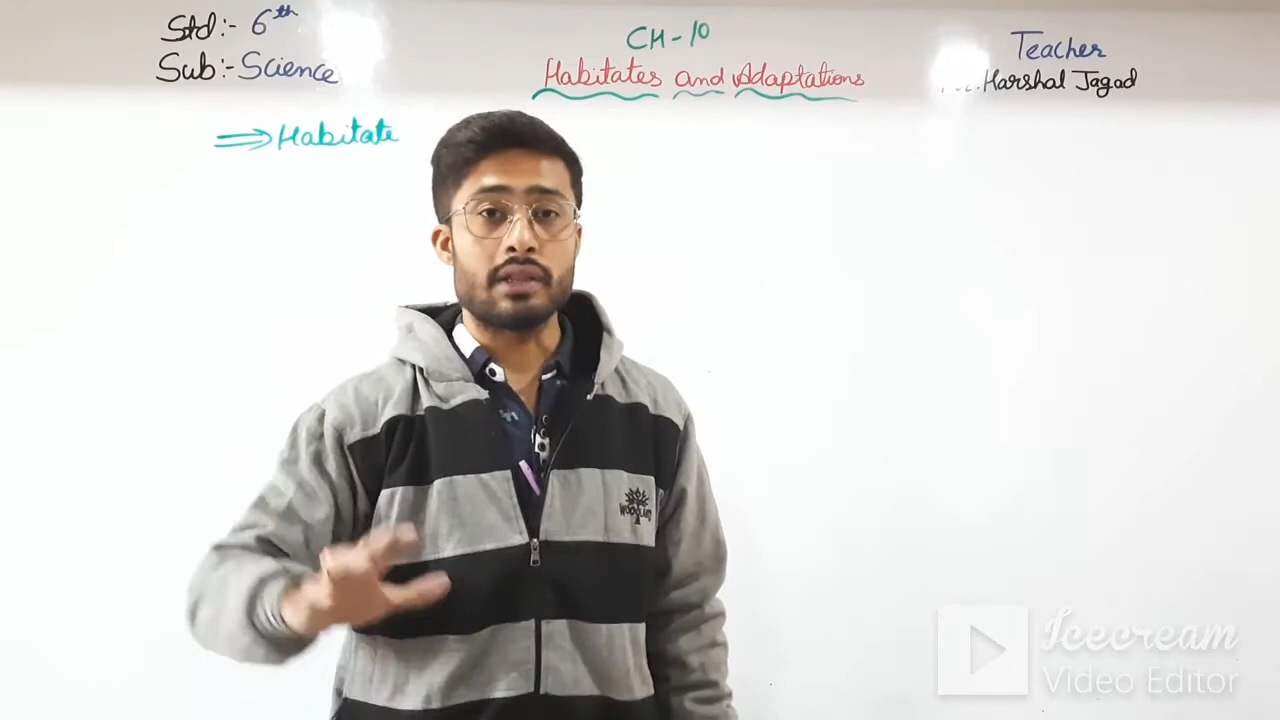 Std:- 6th
Sub:- Science
CH-10
Habitates and Adaptations
Teacher
Harshal Jagad
⇒ Habitate
WOODLAND
Icecream
Video Editor